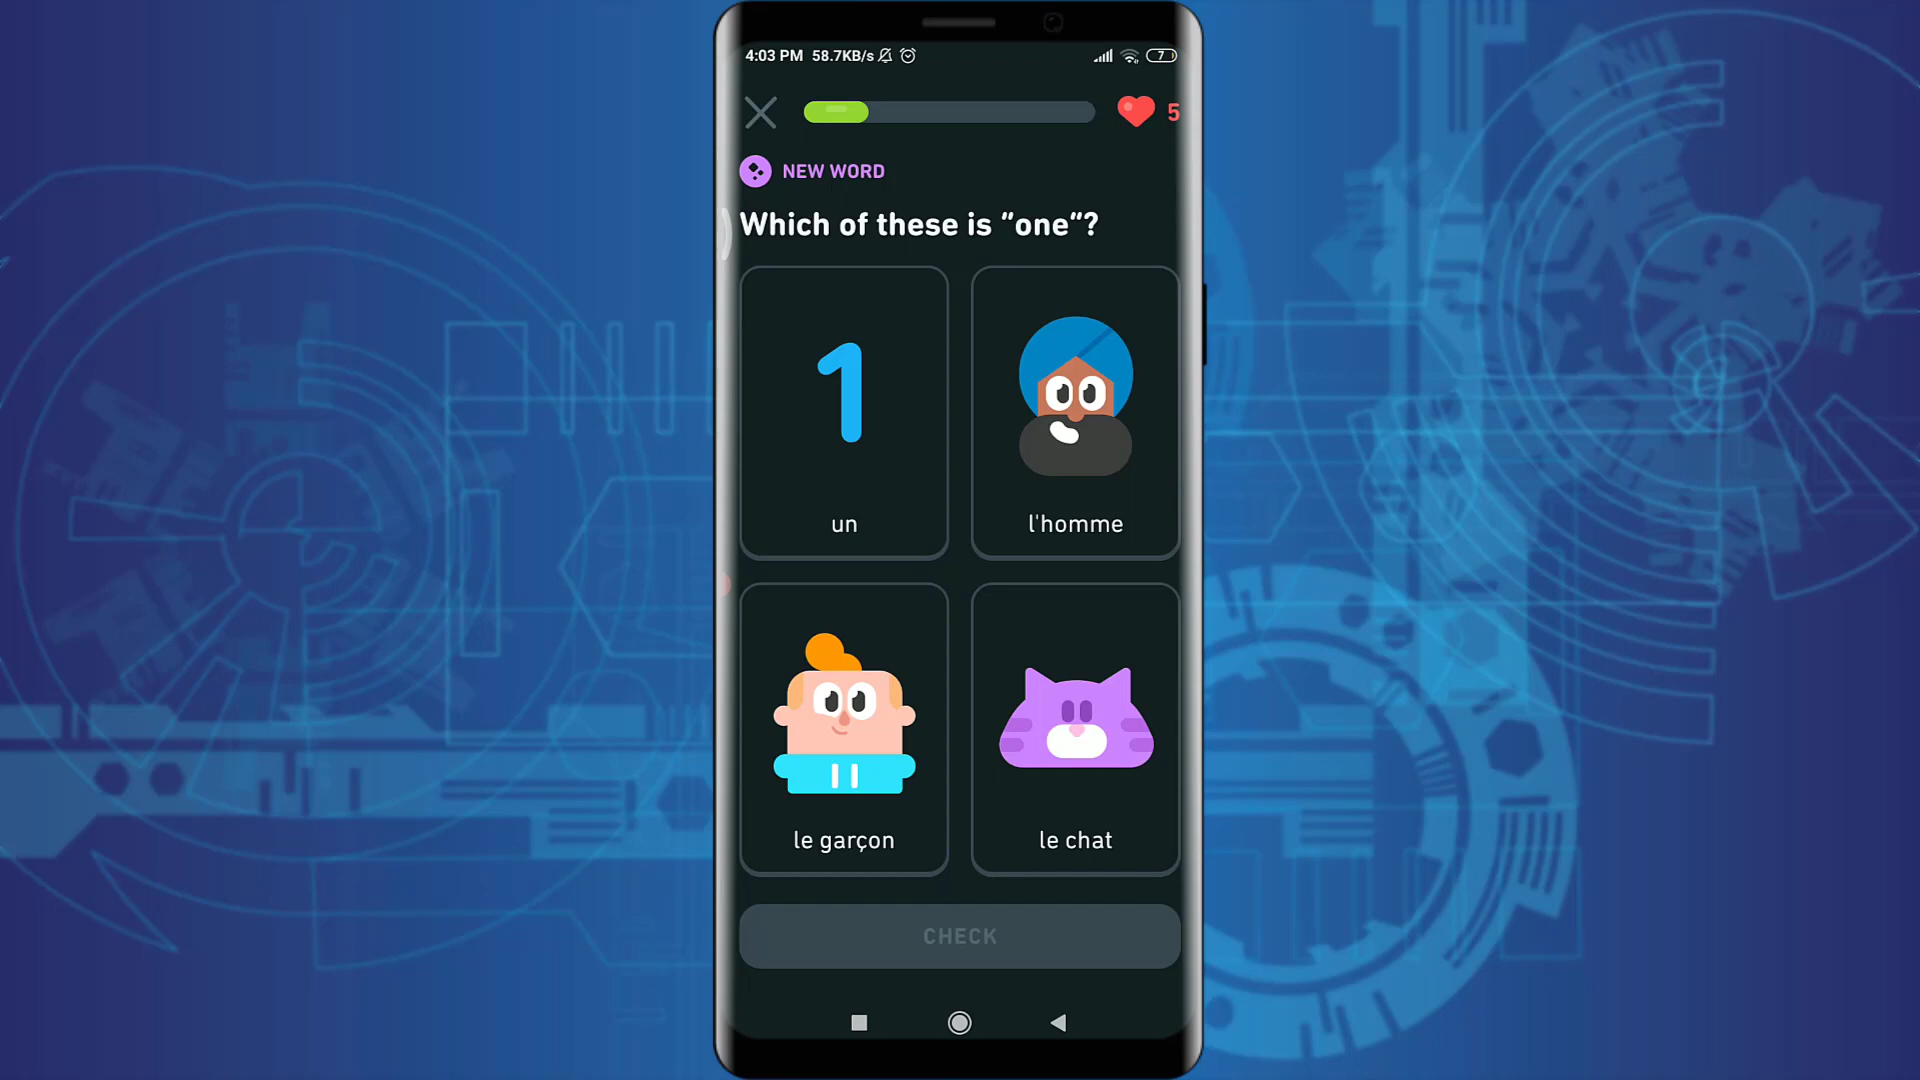 4:03 PM 58.7KB/s
7
5
NEW WORD
Which of these is "one"?
1
un
l'homme
le garçon
le chat
CHECK